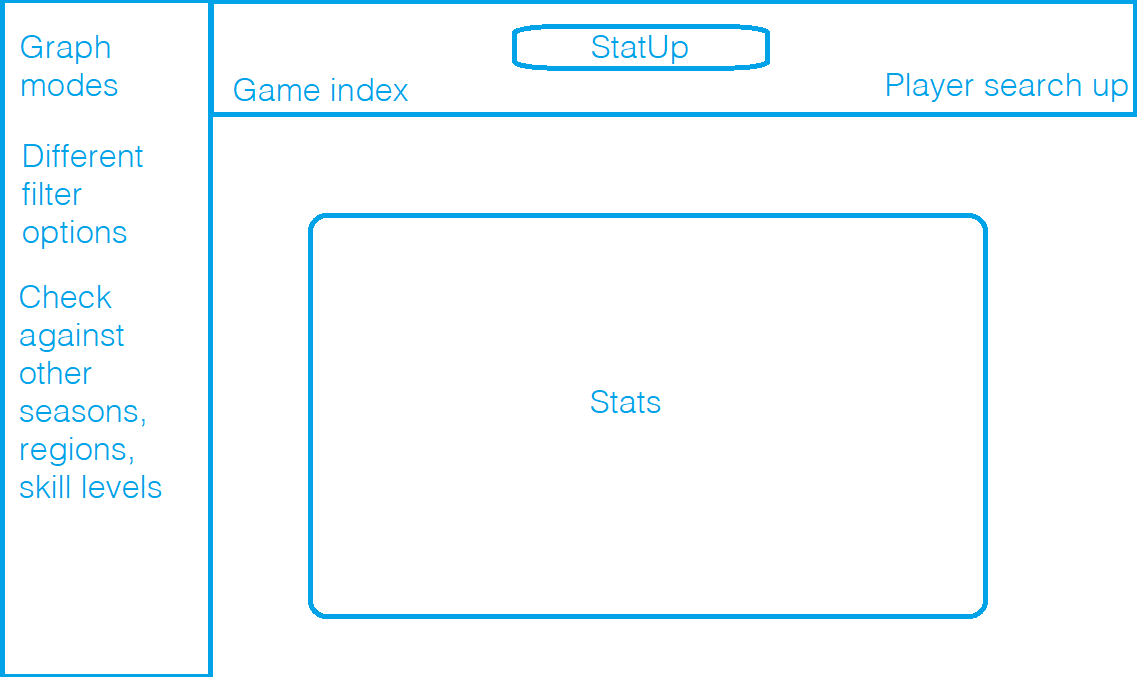 Graph
modes
Different
filter
options
Check
against
other
seasons,
regions,
skill levels
StatUp
Game index
Player search up
Stats